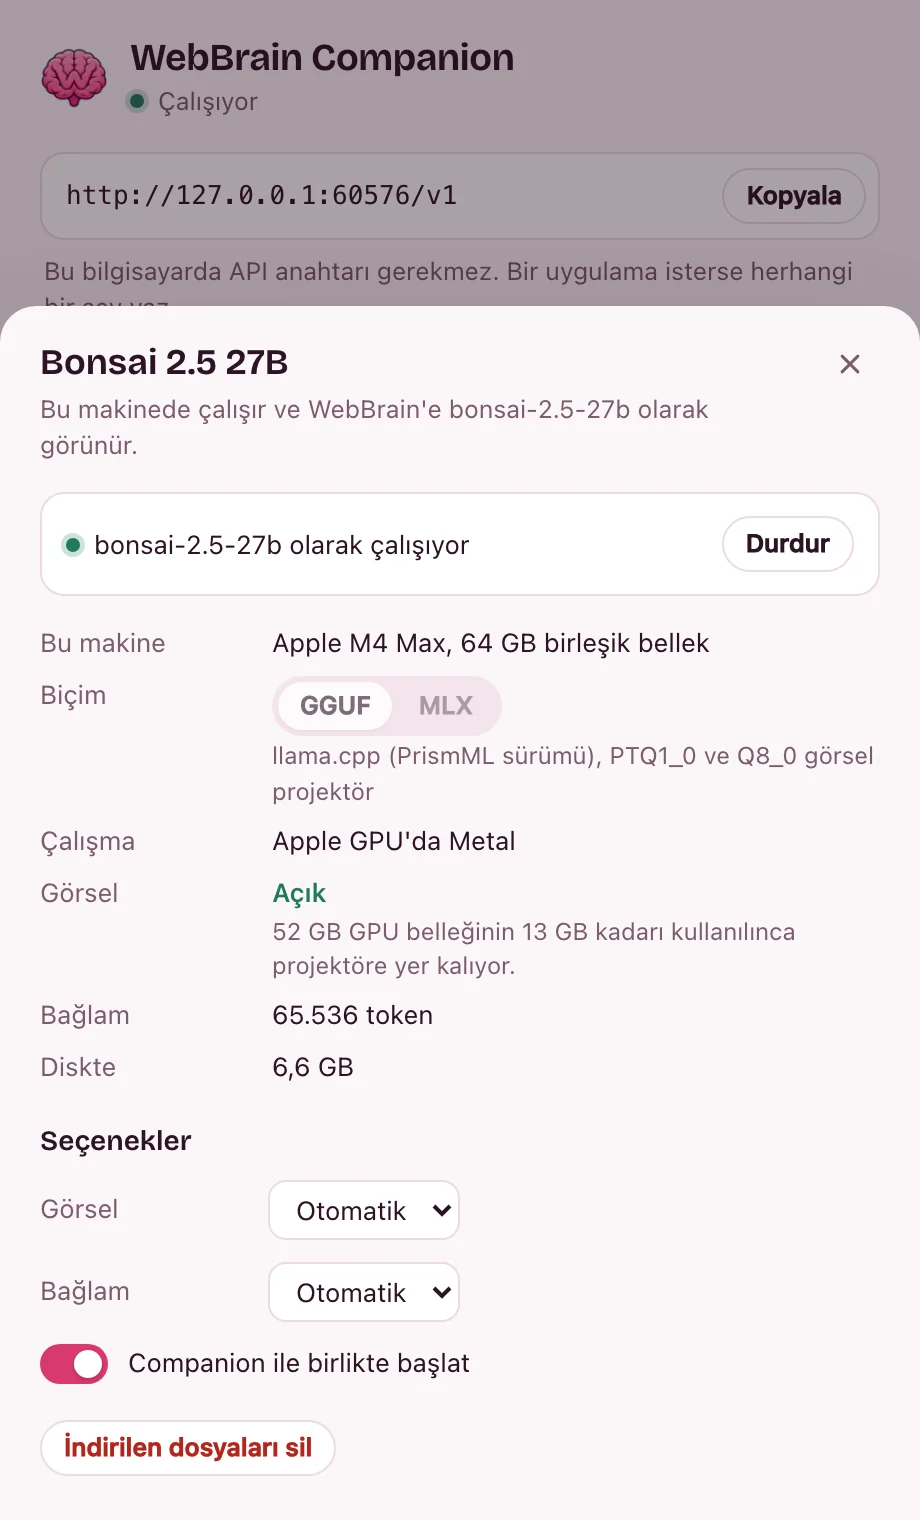 WebBrain Companion
Çalışıyor
http://127.0.0.1:60576/v1
Kopyala
Bu bilgisayarda API anahtarı gerekmez. Bir uygulama isterse herhangi
bir şey yaz.
Bonsai 2.5 27B
Bu makinede çalışır ve WebBrain'e bonsai-2.5-27b olarak
görünür.
bonsai-2.5-27b olarak çalışıyor
Durdur
Bu makine
Apple M4 Max, 64 GB birleşik bellek
Biçim
GGUF
MLX
llama.cpp (PrismML sürümü), PTQ1_0 ve Q8_0 görsel
projektör
Çalışma
Apple GPU'da Metal
Görsel
Açık
52 GB GPU belleğinin 13 GB kadarı kullanılınca
projektöre yer kalıyor.
Bağlam
65.536 token
Diskte
6,6 GB
Seçenekler
Görsel
Otomatik
Bağlam
Otomatik
Companion ile birlikte başlat
İndirilen dosyaları sil